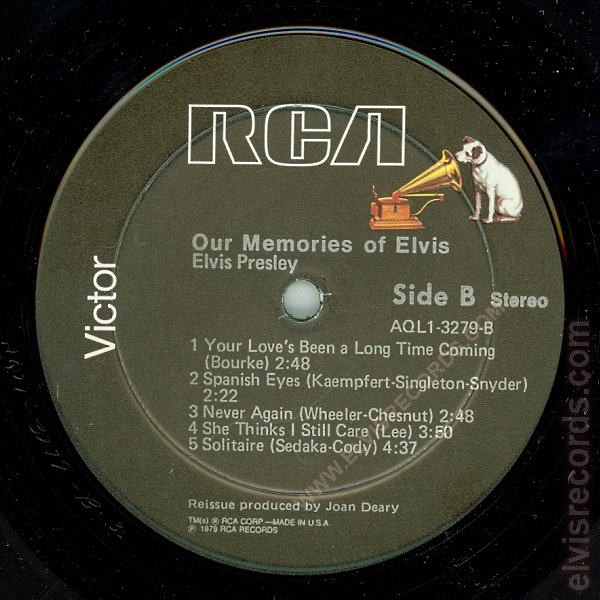 RCA
Victor
Our Memories of Elvis
Elvis Presley
Side B Stereo
AQL1-3279-B
1 Your Love's Been a Long Time Coming
(Bourke) 2:48
2 Spanish Eyes (Kaempfert-Singleton-Snyder)
2:22
3 Never Again (Wheeler-Chesnut) 2:48
4 She Thinks I Still Care (Lee) 3:50
5 Solitaire (Sedaka-Cody) 4:37
Reissue produced by Joan Deary
TM(s) ® RCA CORP.—MADE IN U.S.A
℗ 1979 RCA RECORDS
www.elvisrecords.com
elvisrecords.com